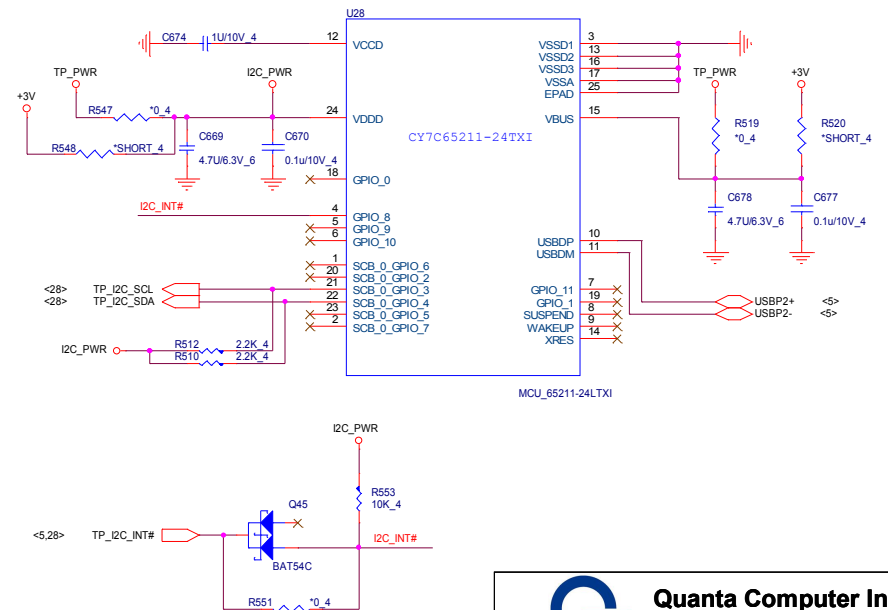 U28
C674 1U/10V_4
12 VCCD
VSSD1 3
VSSD2 13
VSSD3 16
VSSA 17
EPAD 25
TP_PWR
I2C_PWR
+3V
R547 *0_4
R548 *SHORT_4
C669
4.7U/6.3V_6
C670
0.1u/10V_4
24 VDDD
VBUS 15
CY7C65211-24TXI
TP_PWR
+3V
R519
*0_4
R520
*SHORT_4
C678
4.7U/6.3V_6
C677
0.1u/10V_4
18 GPIO_0
I2C_INT#
4 GPIO_8
5 GPIO_9
6 GPIO_10
1 SCB_0_GPIO_6
20 SCB_0_GPIO_2
21 SCB_0_GPIO_3
22 SCB_0_GPIO_4
23 SCB_0_GPIO_5
2 SCB_0_GPIO_7
USBDP 10
USBDM 11
GPIO_11 7
GPIO_1 19
SUSPEND 8
WAKEUP 9
XRES 14
<28> TP_I2C_SCL
<28> TP_I2C_SDA
USBP2+ <5>
USBP2- <5>
I2C_PWR
R512 2.2K_4
R510 2.2K_4
MCU_65211-24LTXI
I2C_PWR
R553
10K_4
Q45
<5,28> TP_I2C_INT#
I2C_INT#
BAT54C
R551 *0_4
Quanta Computer In